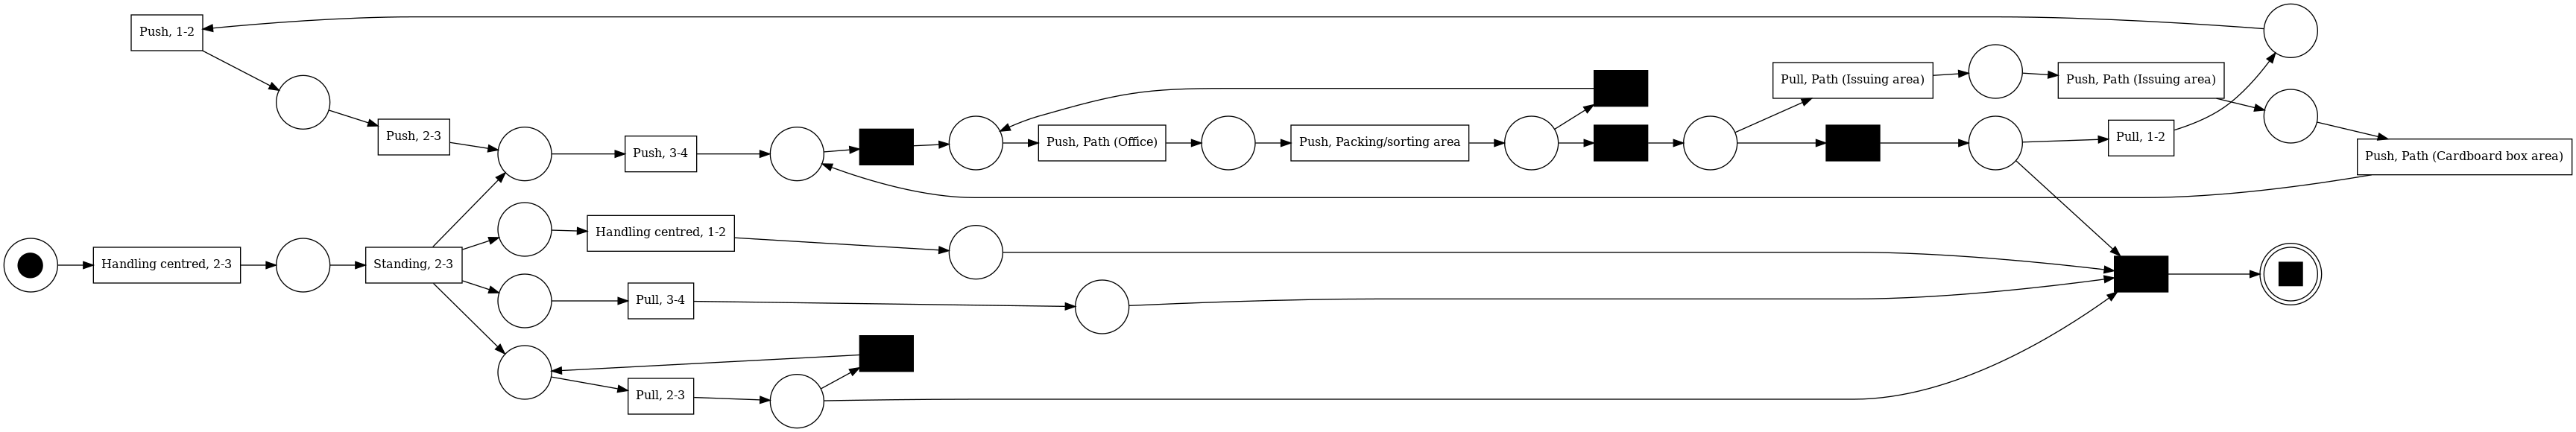 Push, 1-2
Pull, Path (Issuing area)
Push, Path (Issuing area)
Push, 2-3
Push, 3-4
Push, Path (Office)
Push, Packing/sorting area
Pull, 1-2
Push, Path (Cardboard box area)
Handling centred, 1-2
Handling centred, 2-3
Standing, 2-3
Pull, 3-4
Pull, 2-3